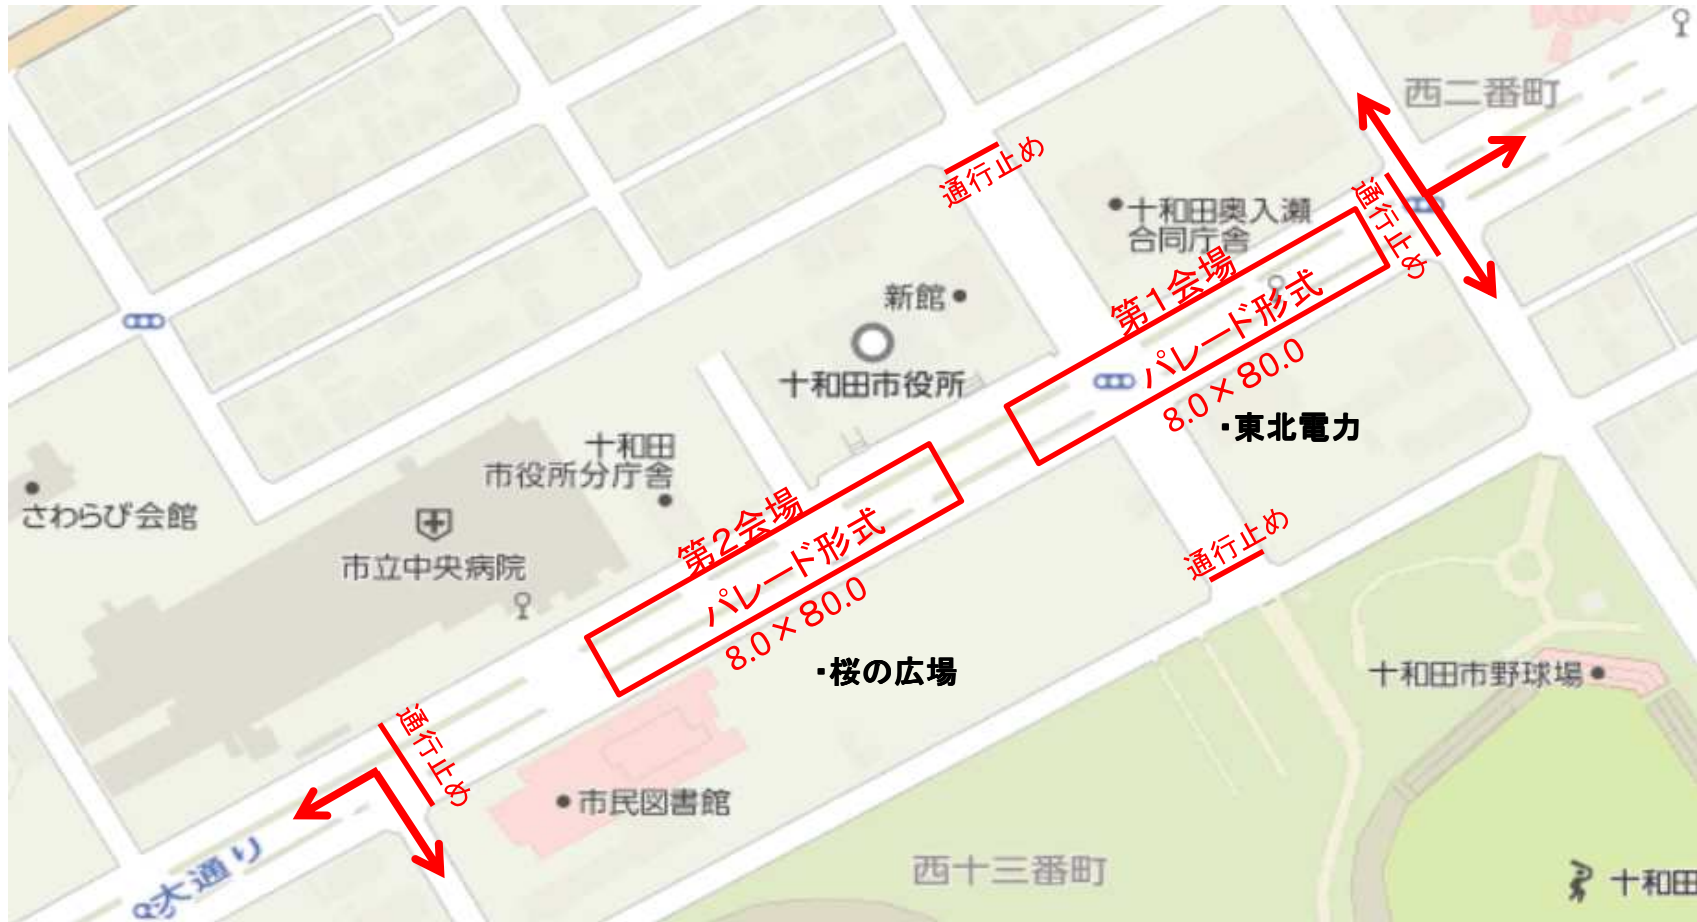 西二番町
通行止め
通行止め
十和田奥入瀬
合同庁舎
第1会場
パレード形式
8.0×80.0
新館
十和田市役所
・東北電力
十和田
市役所分庁舎
さわらび会館
市立中央病院
第2会場
パレード形式
8.0×80.0
通行止め
・桜の広場
十和田市野球場
通行止め
市民図書館
大通り
西十三番町
十和田